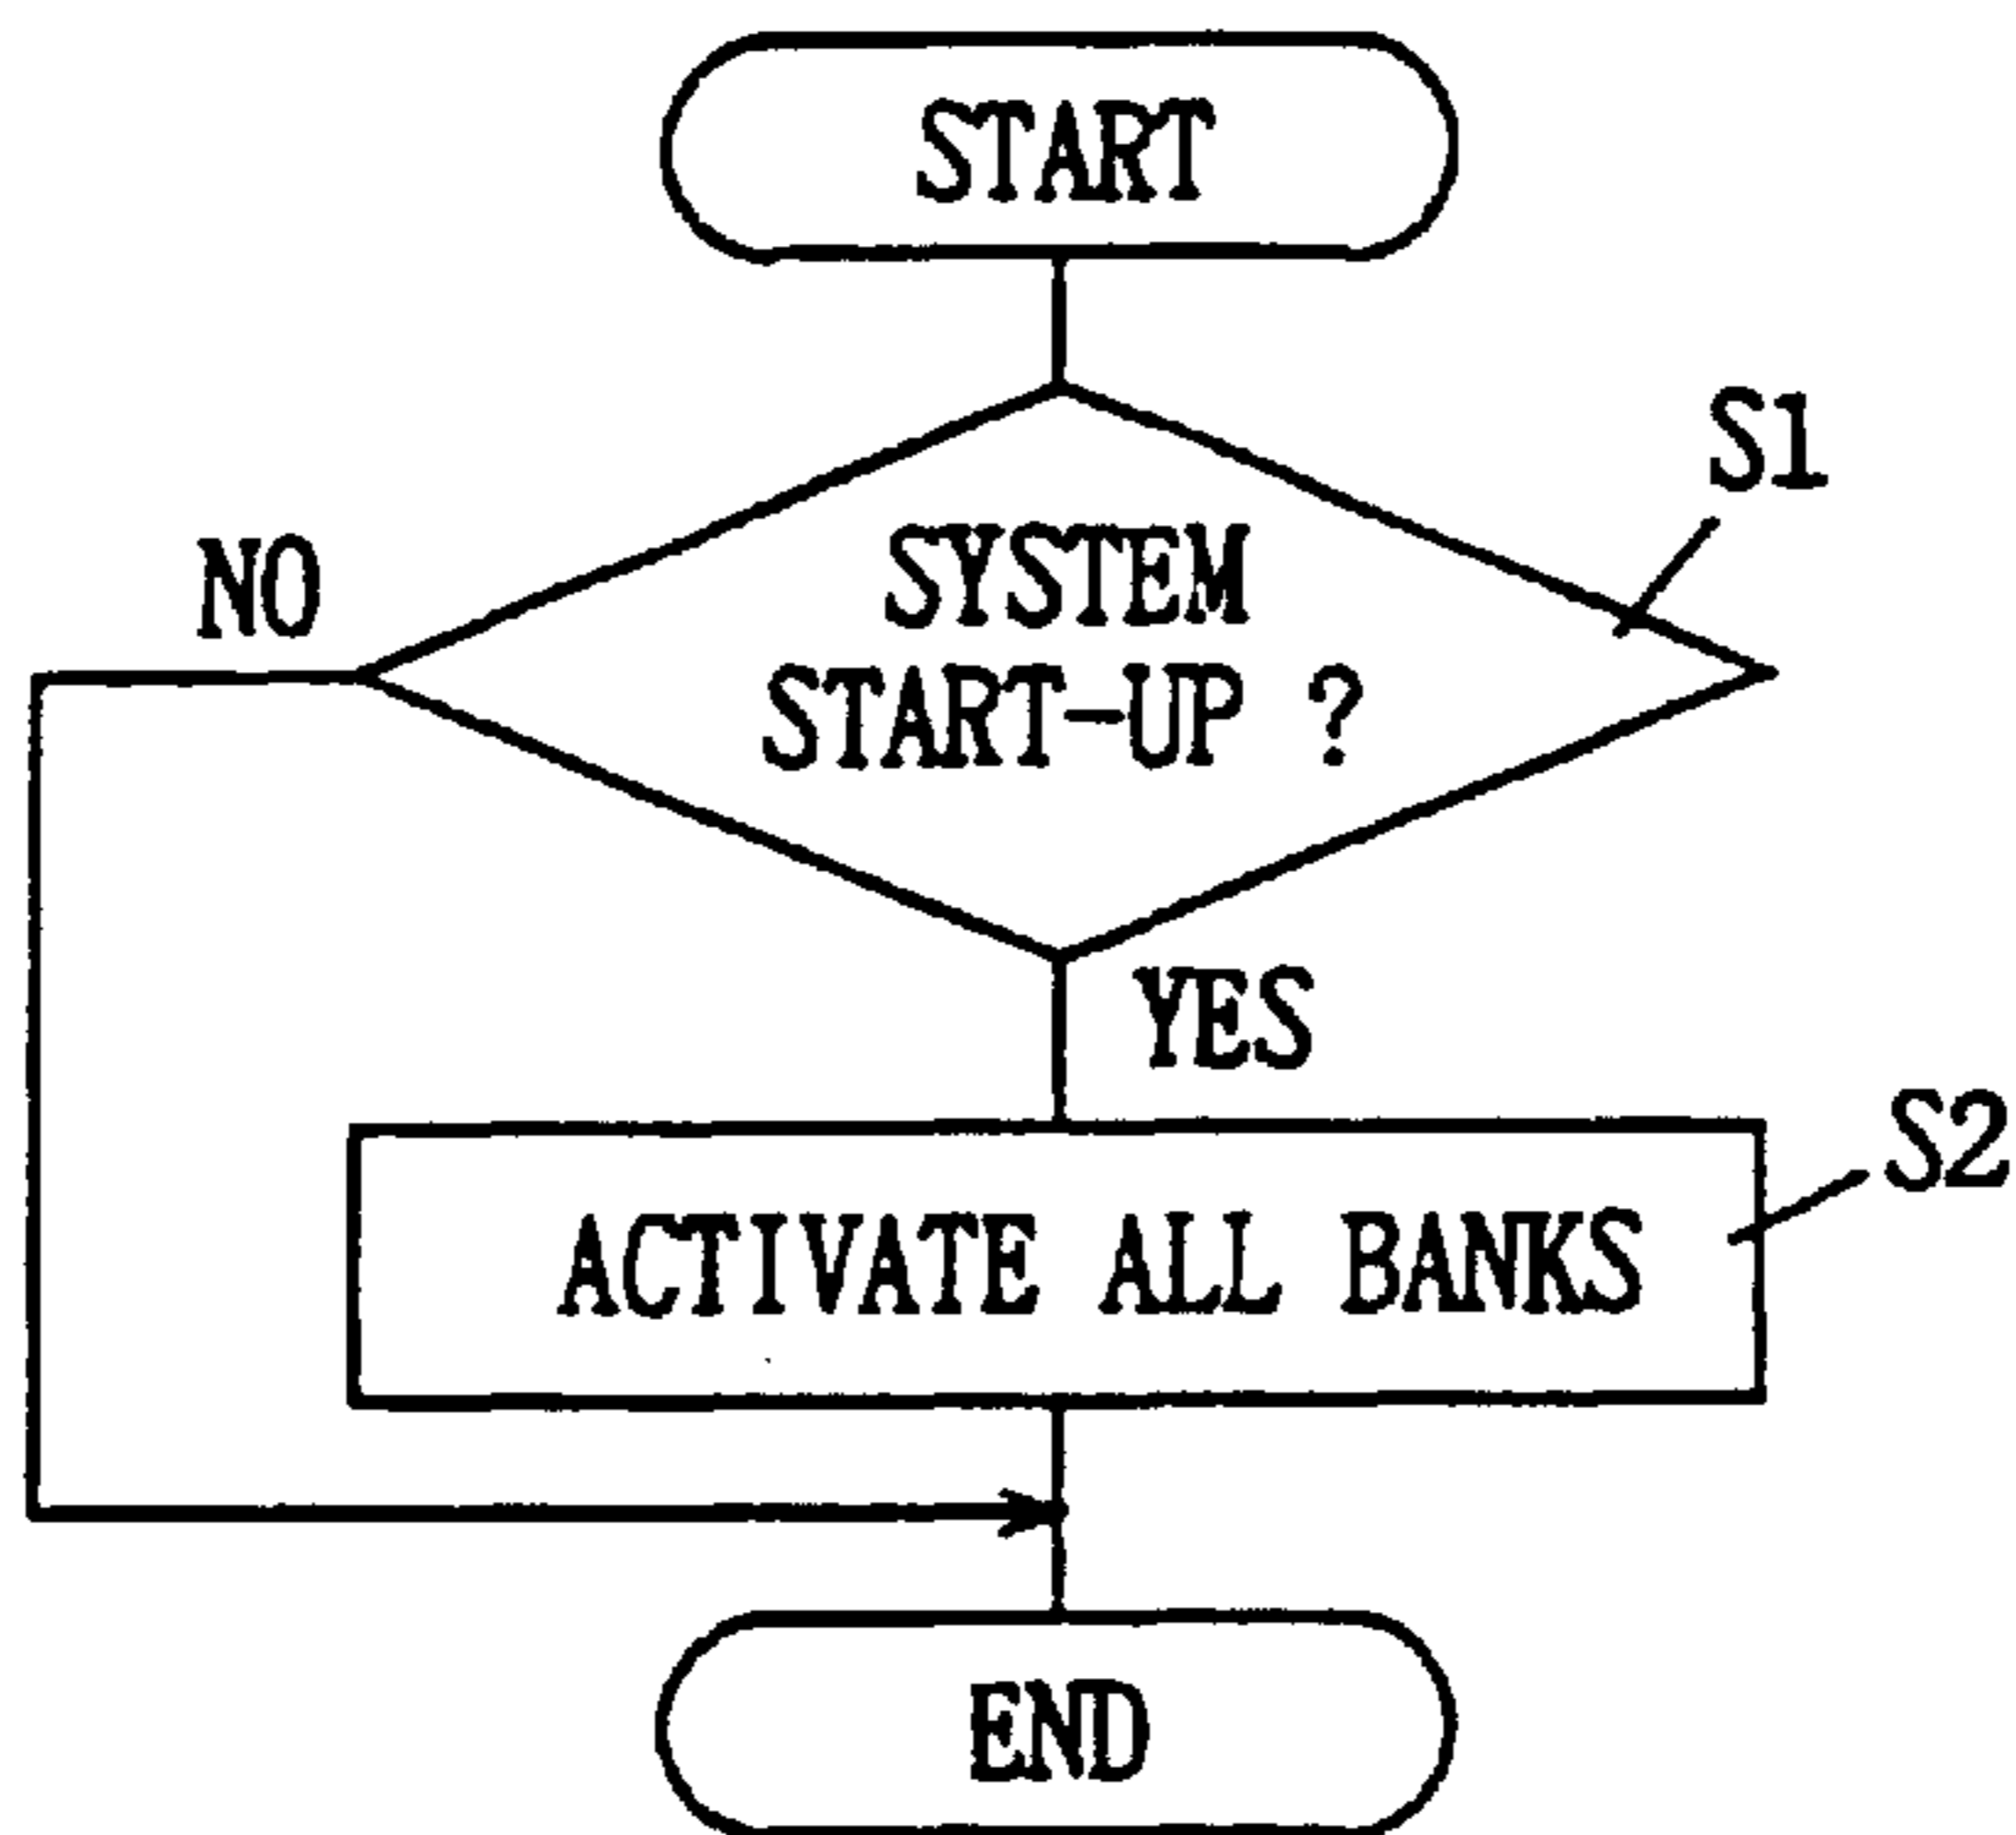 START
S1
NO
SYSTEM
START-UP ?
YES
S2
ACTIVATE ALL BANKS
END